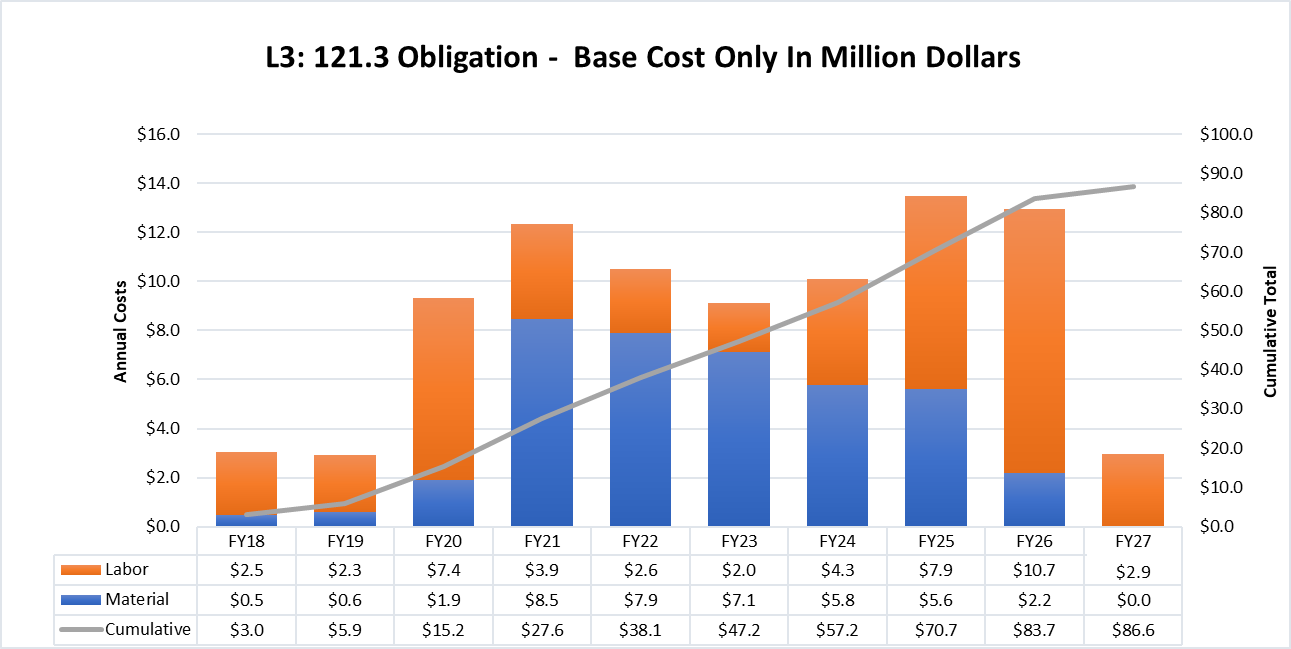 L3: 121.3 Obligation - Base Cost Only In Million Dollars
Annual Costs
$16.0
$14.0
$12.0
$10.0
$8.0
$6.0
$4.0
$2.0
$0.0
$100.0
$90.0
$80.0
$70.0
$60.0
$50.0
$40.0
$30.0
$20.0
$10.0
$0.0
Cumulative Total
FY18 FY19 FY20 FY21 FY22 FY23 FY24 FY25 FY26 FY27
Labor $2.5 $2.3 $7.4 $3.9 $2.6 $2.0 $4.3 $7.9 $10.7 $2.9
Material $0.5 $0.6 $1.9 $8.5 $7.9 $7.1 $5.8 $5.6 $2.2 $0.0
Cumulative $3.0 $5.9 $15.2 $27.6 $38.1 $47.2 $57.2 $70.7 $83.7 $86.6